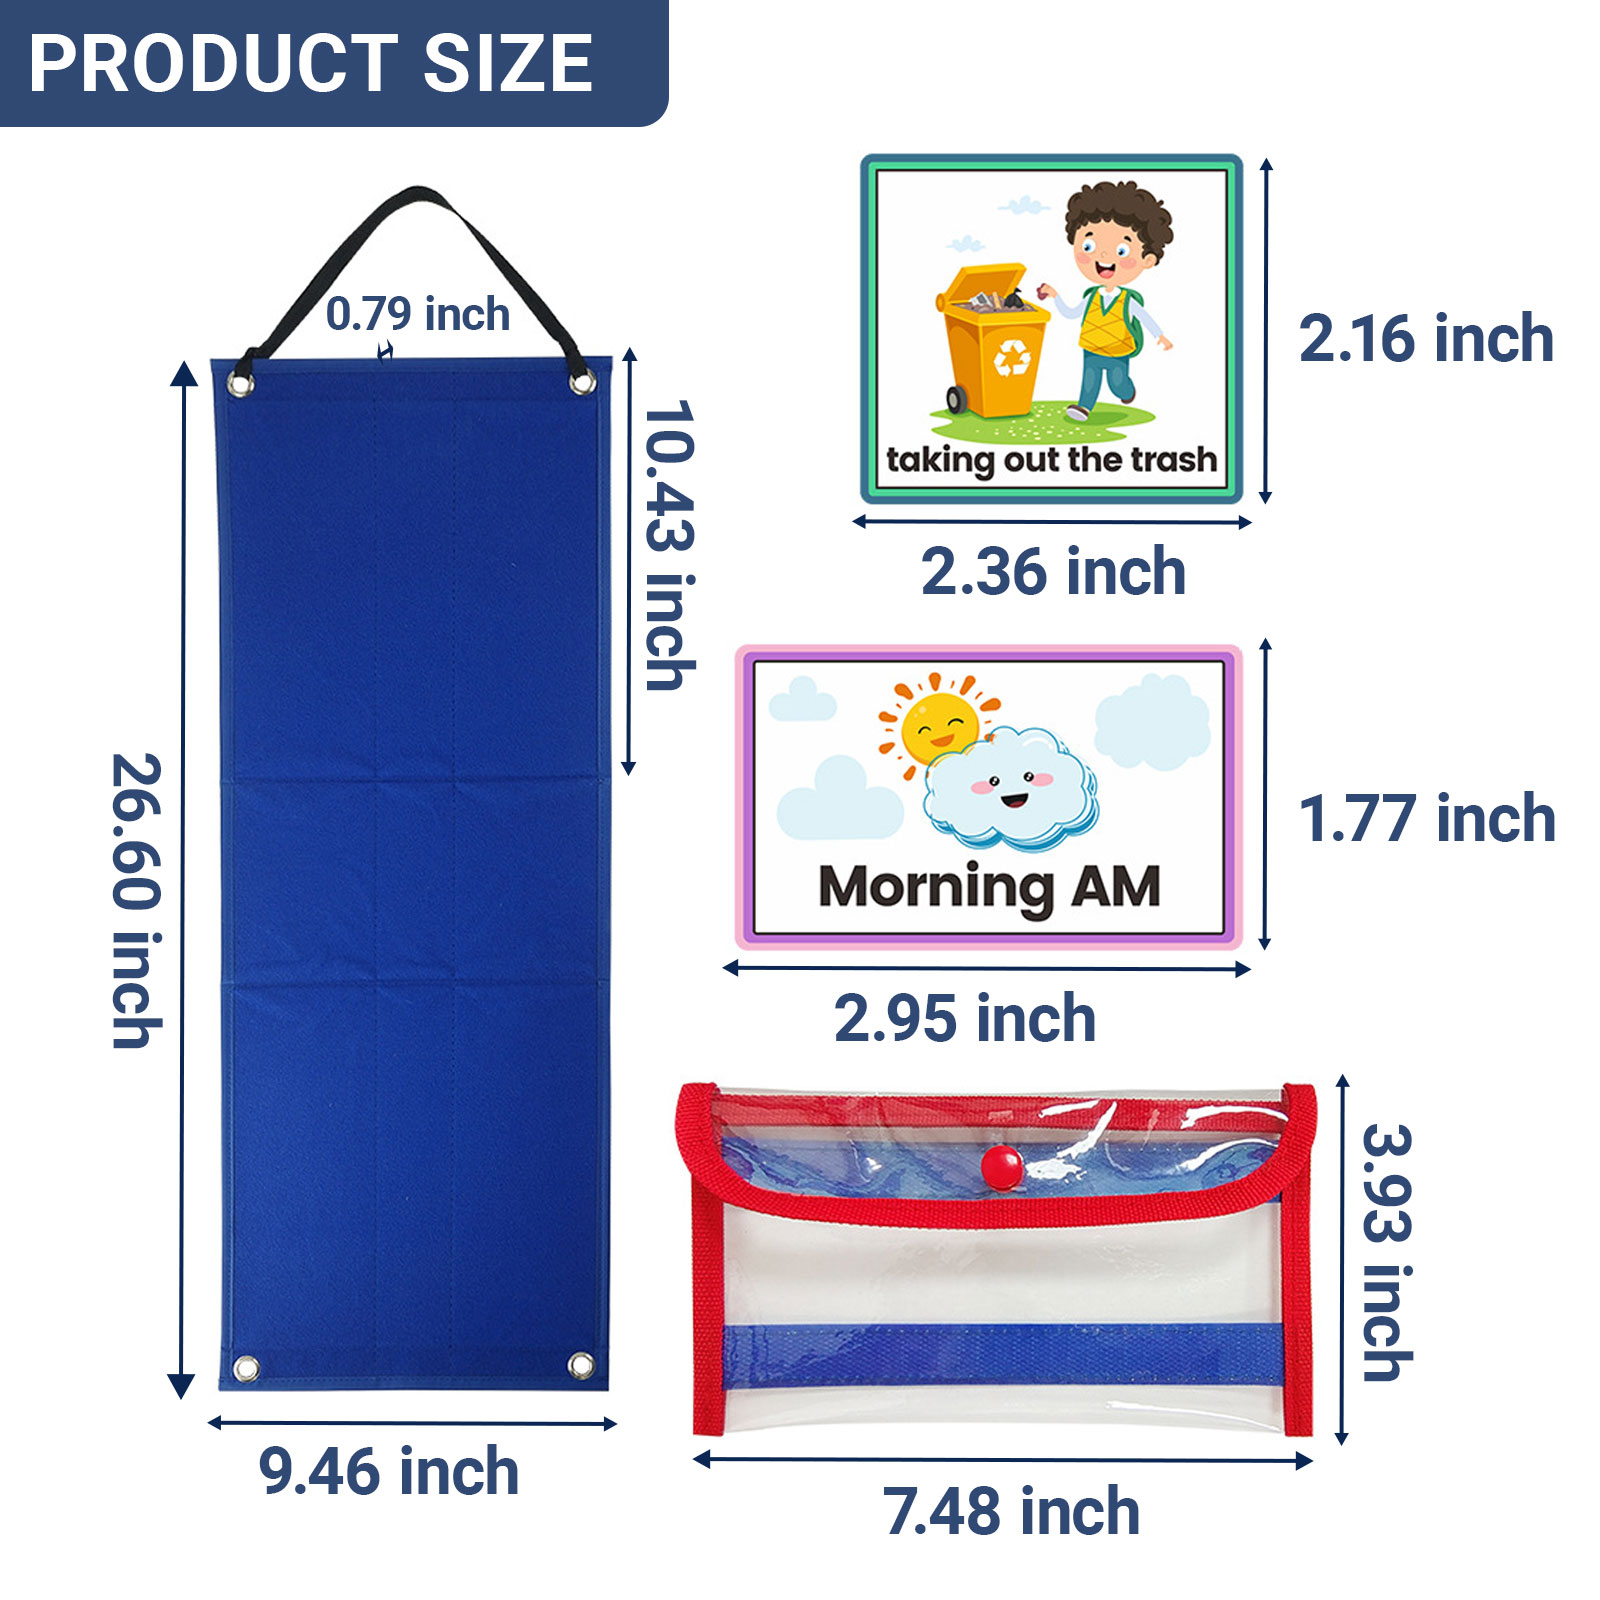 PRODUCT SIZE
0.79 inch
10.43 inch
26.60 inch
9.46 inch
taking out the trash
2.16 inch
2.36 inch
Morning AM
1.77 inch
2.95 inch
3.93 inch
7.48 inch